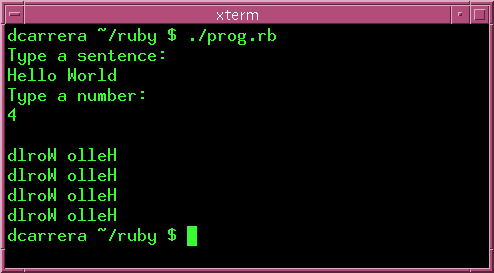 xterm
dcarrera ~/ruby $ ./prog.rb
Type a sentence:
Hello World
Type a number:
4
dlroW olleH
dlroW olleH
dlroW olleH
dlroW olleH
dcarrera ~/ruby $